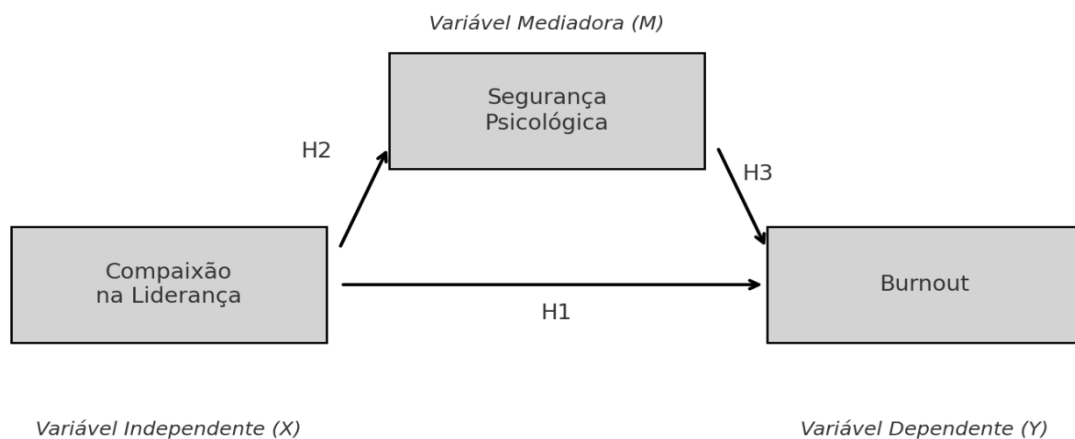 Variável Mediadora (M)
Segurança
Psicológica
H2
H3
Compaixão
na Liderança
Burnout
H1
Variável Independente (X)
Variável Dependente (Y)